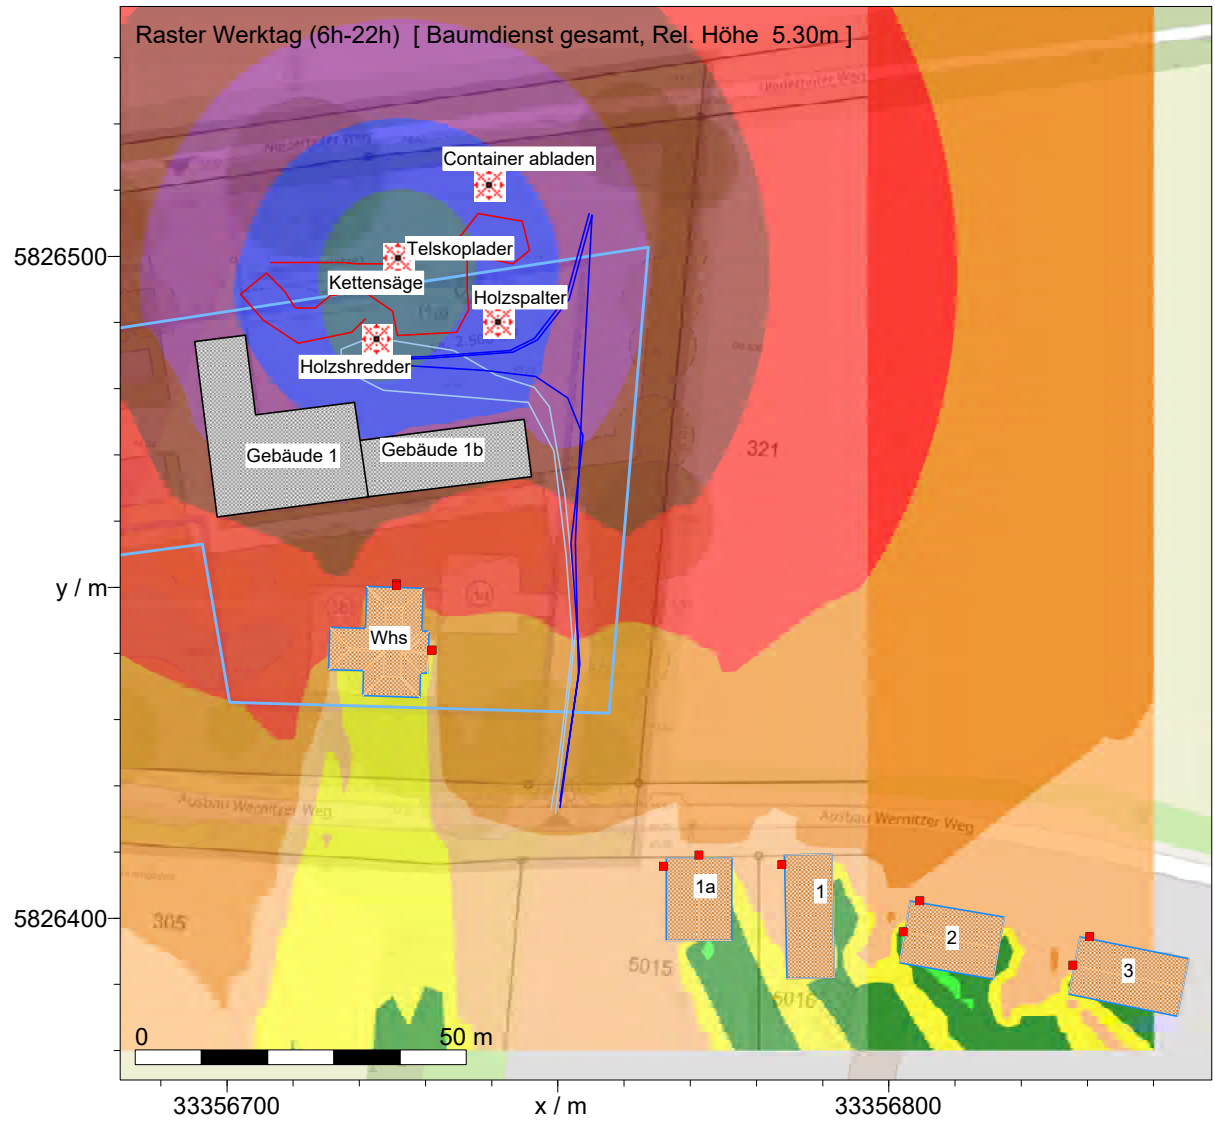 Raster Werktag (6h-22h) [ Baumdienst gesamt, Rel. Höhe 5.30m ]
Container abladen
5826500
Telskoplader
Kettensäge
Holzspalter
Holzshredder
Gebäude 1
Gebäude 1b
321
y / m
Whs
Ausbau Wernitzer Weg
Ausbau Wernitzer Weg
1a
1
5826400
305
2
3
5015
5016
0
50 m
33356700
x / m
33356800